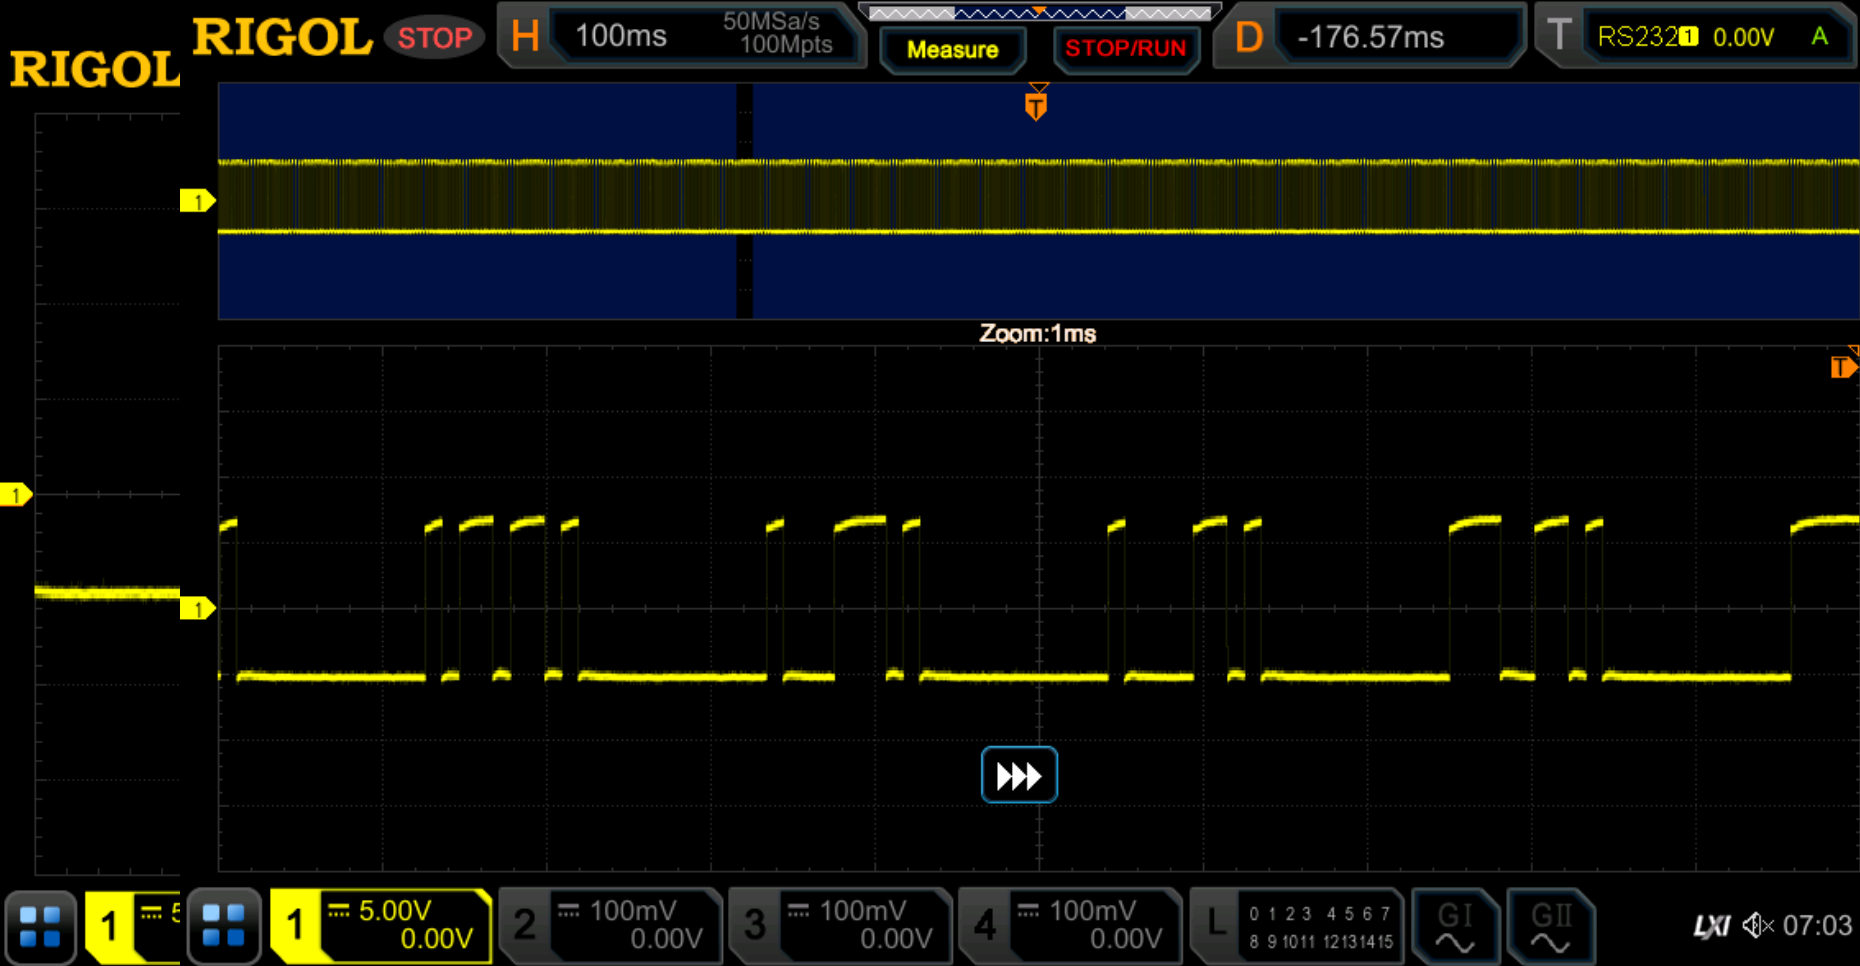 RIGOL
RIGOL STOP H 100ms 50MSa/s 100Mpts Measure STOP/RUN D -176.57ms T RS232 1 0.00V A
T
1
Zoom:1ms
T
1
1
1 5
1 5.00V 0.00V 2 100mV 0.00V 3 100mV 0.00V 4 100mV 0.00V L 0 1 2 3 4 5 6 7 GI GII LXI 07:03
8 9 10 11 12 13 14 15